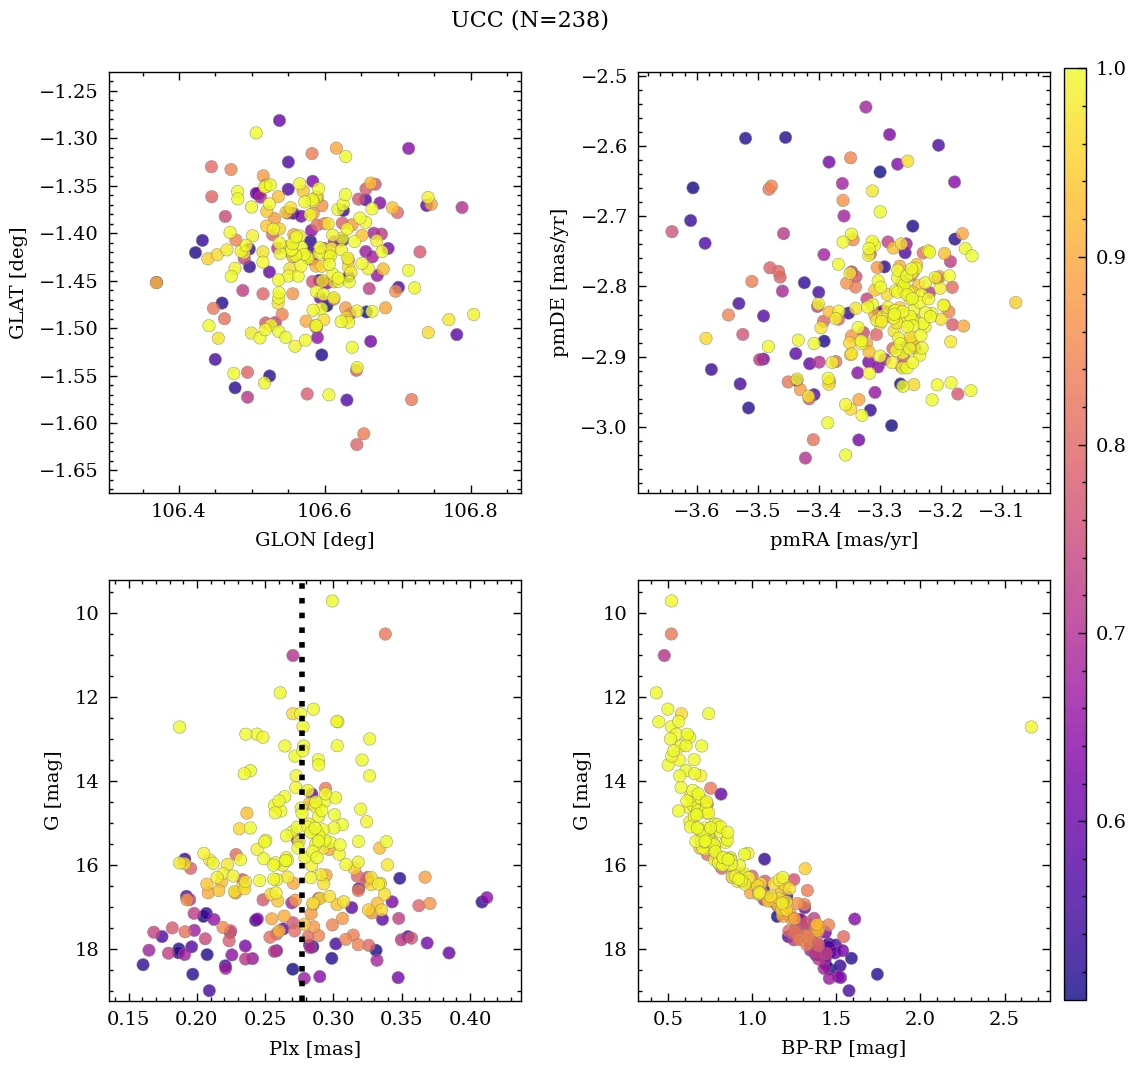 UCC (N=238)
−1.25
−1.30
−1.35
−1.40
−1.45
−1.50
−1.55
−1.60
−1.65
GLAT [deg]
106.4 106.6 106.8
GLON [deg]
−2.5
−2.6
−2.7
−2.8
−2.9
−3.0
pmDE [mas/yr]
−3.6 −3.5 −3.4 −3.3 −3.2 −3.1
pmRA [mas/yr]
10
12
14
16
18
G [mag]
0.15 0.20 0.25 0.30 0.35 0.40
Plx [mas]
10
12
14
16
18
G [mag]
0.5 1.0 1.5 2.0 2.5
BP-RP [mag]
1.0
0.9
0.8
0.7
0.6